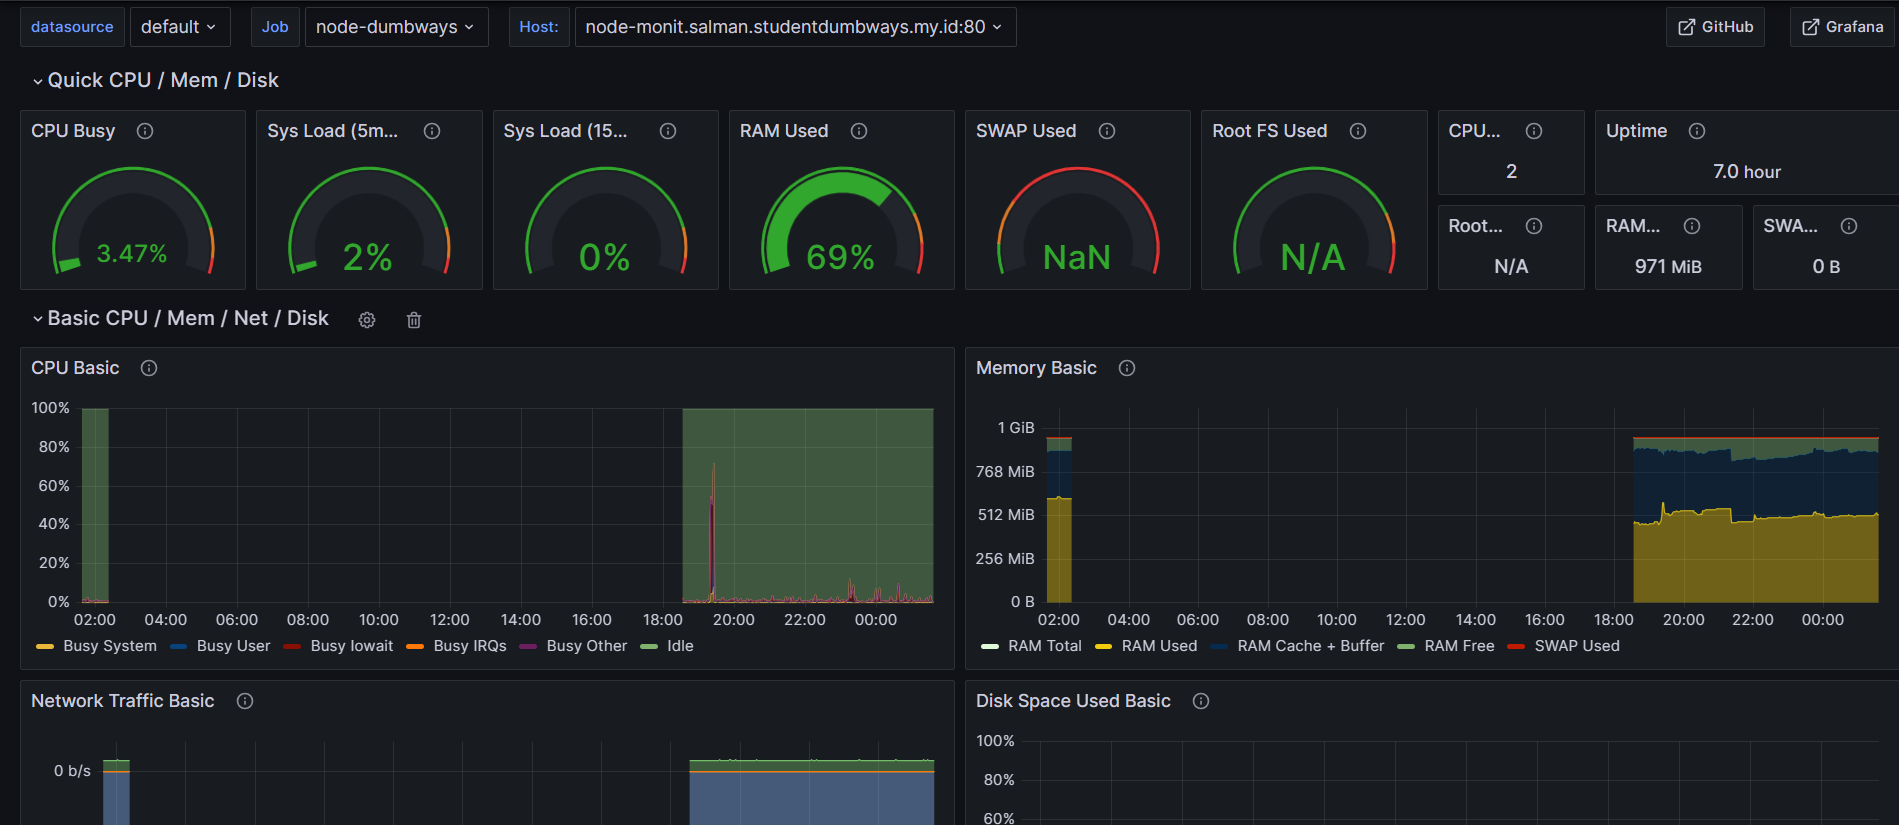 datasource default Job node-dumbways Host: node-monit.salman.studentdumbways.my.id:80 GitHub Grafana
Quick CPU / Mem / Disk
CPU Busy Sys Load (5m... Sys Load (15... RAM Used SWAP Used Root FS Used CPU... Uptime
2 7.0 hour
Root... RAM... SWA...
3.47% 2% 0% 69% NaN N/A N/A 971 MiB 0 B
Basic CPU / Mem / Net / Disk
CPU Basic
100%
80%
60%
40%
20%
0%
02:00 04:00 06:00 08:00 10:00 12:00 14:00 16:00 18:00 20:00 22:00 00:00
Busy System Busy User Busy Iowait Busy IRQs Busy Other Idle
Memory Basic
1 GiB
768 MiB
512 MiB
256 MiB
0 B
02:00 04:00 06:00 08:00 10:00 12:00 14:00 16:00 18:00 20:00 22:00 00:00
RAM Total RAM Used RAM Cache + Buffer RAM Free SWAP Used
Network Traffic Basic
0 b/s
Disk Space Used Basic
100%
80%
60%